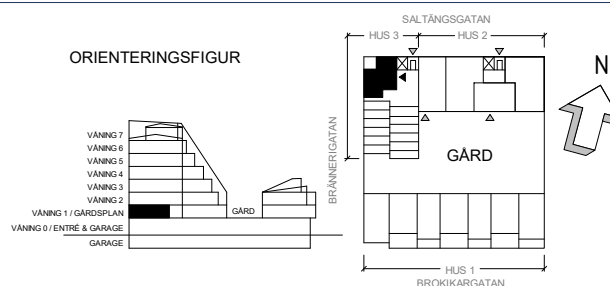 ORIENTERINGSFIGUR
VÅNING 7
VÅNING 6
VÅNING 5
VÅNING 4
VÅNING 3
VÅNING 2
VÅNING 1 / GÅRDSPLAN
GÅRD
VÅNING 0 / ENTRÉ & GARAGE
GARAGE
SALTÄNGSGATAN
HUS 3
HUS 2
N
BRÄNNERIGATAN
GÅRD
HUS 1
BROKIKARGATAN